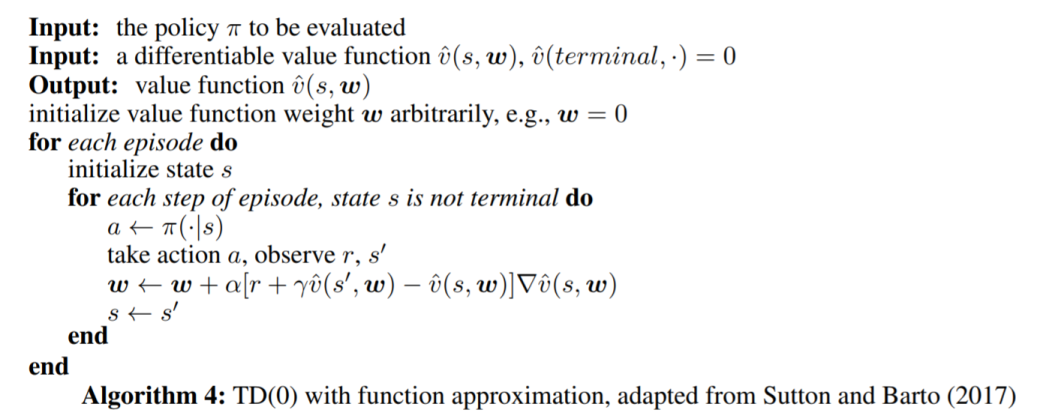 Input: the policy π to be evaluated
Input: a differentiable value function v̂(s, w), v̂(terminal, ·) = 0
Output: value function v̂(s, w)
initialize value function weight w arbitrarily, e.g., w = 0
for each episode do
initialize state s
for each step of episode, state s is not terminal do
a ← π(·|s)
take action a, observe r, s′
w ← w + α[r + γv̂(s′, w) − v̂(s, w)]∇v̂(s, w)
s ← s′
end
end
Algorithm 4: TD(0) with function approximation, adapted from Sutton and Barto (2017)